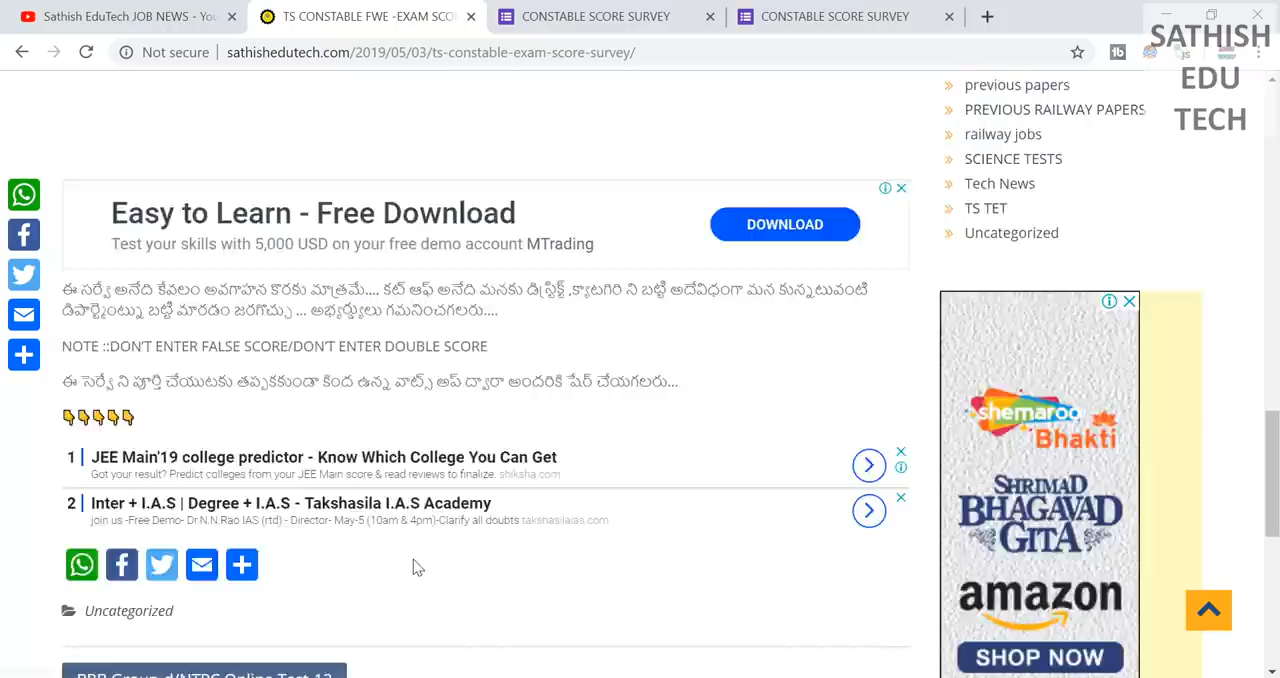 Sathish EduTech JOB NEWS - You
TS CONSTABLE FWE -EXAM SCO
CONSTABLE SCORE SURVEY
CONSTABLE SCORE SURVEY
Not secure
sathishedutech.com/2019/05/03/ts-constable-exam-score-survey/
SATHISH
EDU
TECH
previous papers
PREVIOUS RAILWAY PAPERS
railway jobs
SCIENCE TESTS
Tech News
TS TET
Uncategorized
Easy to Learn - Free Download
Test your skills with 5,000 USD on your free demo account MTrading
DOWNLOAD
ఈ సర్వే అనేది కేవలం అవగాహన కొరకు మాత్రమే.... కట్ ఆఫ్ అనేది మనకు డిస్ట్రిక్ట్ ,క్యాటగిరి ని బట్టి అదేవిధంగా మన కున్నటువంటి
డిపార్ట్మెంట్ను బట్టి మారడం జరగొచ్చు ... అభ్యర్థులు గమనించగలరు....
NOTE ::DON'T ENTER FALSE SCORE/DON'T ENTER DOUBLE SCORE
ఈ సెర్వే ని పూర్తి చేయుటకు తప్పకకుండా కింద ఉన్న వాట్స్ అప్ ద్వారా అందరికి షేర్ చేయగలరు...
1 JEE Main'19 college predictor - Know Which College You Can Get
Got your result? Predict colleges from your JEE Main score & read reviews to finalize. shiksha.com
2 Inter + I.A.S | Degree + I.A.S - Takshasila I.A.S Academy
join us -Free Demo- Dr N.N.Rao IAS (rtd) - Director- May-5 (10am & 4pm)-Clarify all doubts takshasilaias.com
Uncategorized
RRB Group-d/NTPC Online Test-12
shemaroo
Bhakti
SHRIMAD
BHAGAVAD
GITA
amazon
SHOP NOW